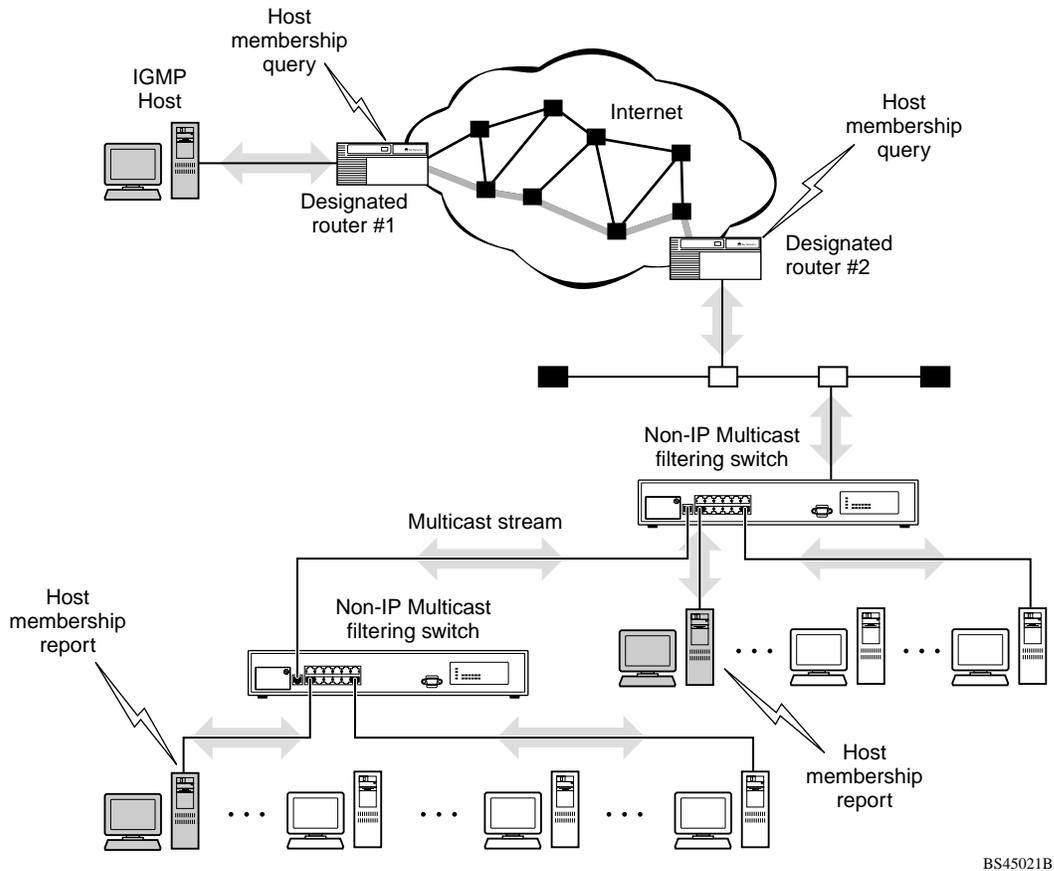 Host
membership
query
IGMP
Host
Internet
Host
membership
query
Designated
router #1
Designated
router #2
Non-IP Multicast
filtering switch
Multicast stream
Host
membership
report
Non-IP Multicast
filtering switch
Host
membership
report
BS45021B